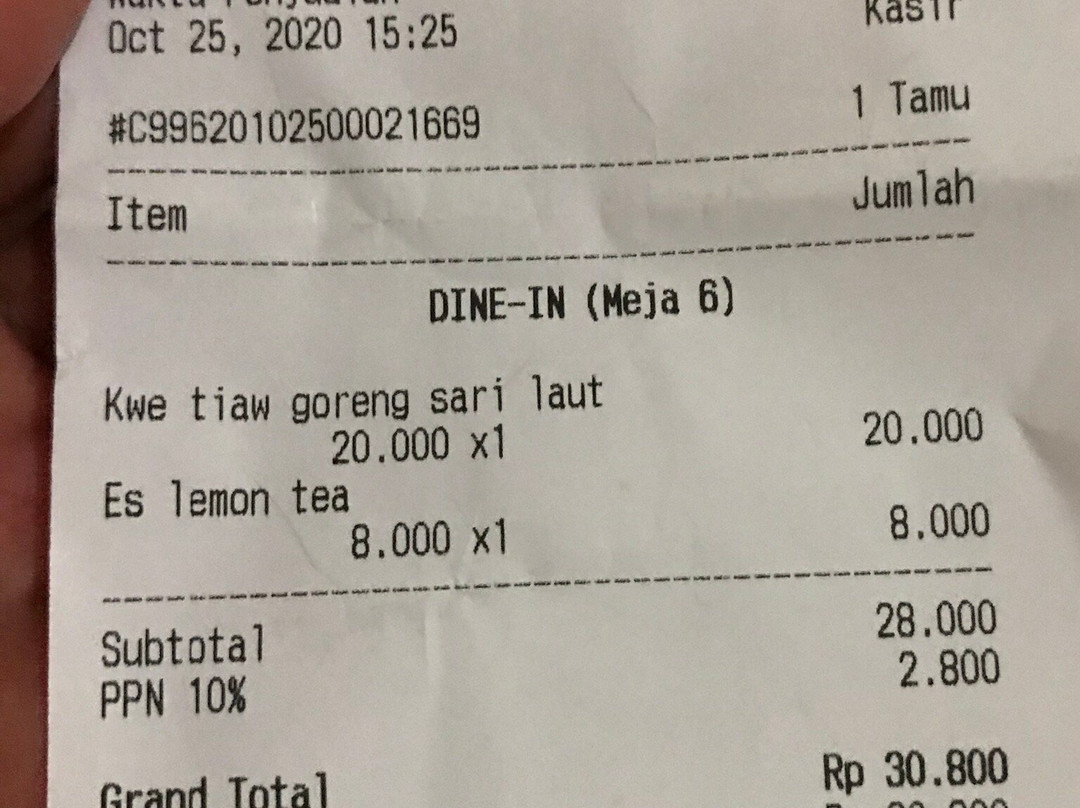 Waktu Penjualan
Kasir
Oct 25, 2020 15:25
#C99620102500021669
1 Tamu
Item
Jumlah
DINE-IN (Meja 6)
Kwe tiaw goreng sari laut
20.000 x1
20.000
Es lemon tea
8.000 x1
8.000
Subtotal
28.000
PPN 10%
2.800
Grand Total
Rp 30.800